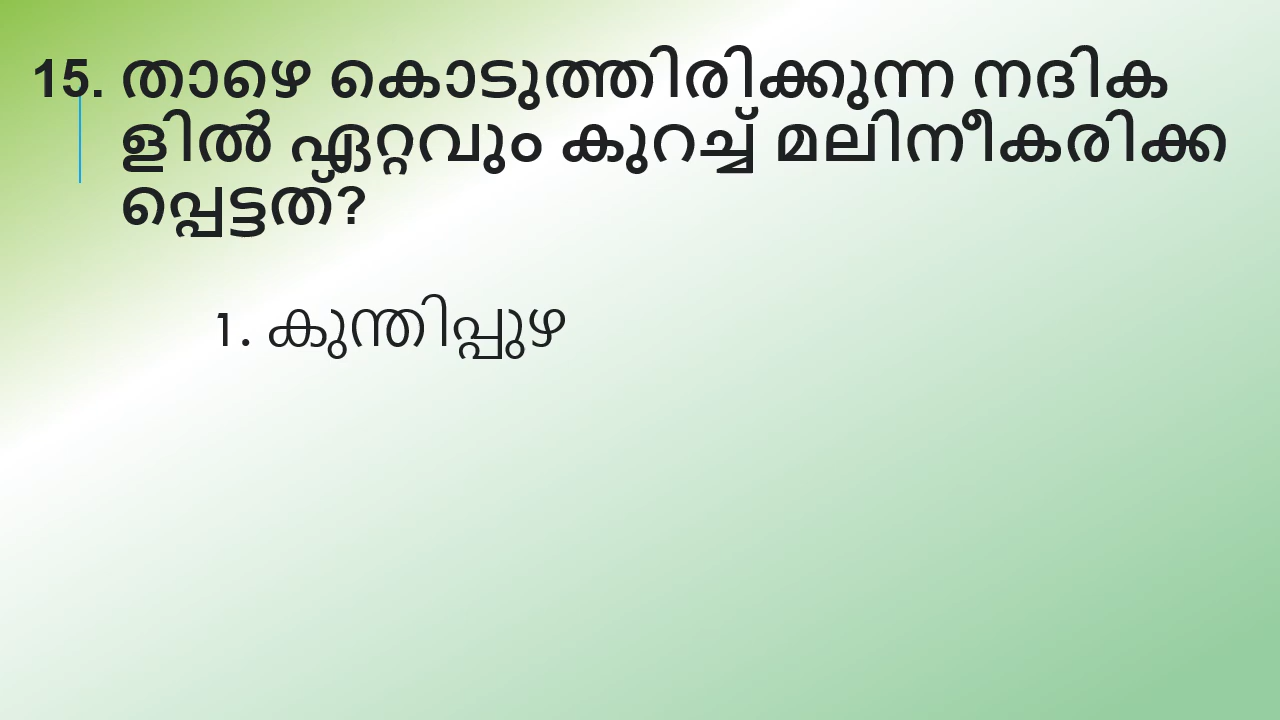 15. താഴെ കൊടുത്തിരിക്കുന്ന നദിക
ളിൽ ഏറ്റവും കുറച്ച് മലിനീകരിക്ക
പ്പെട്ടത്?
1. കുന്തിപ്പുഴ